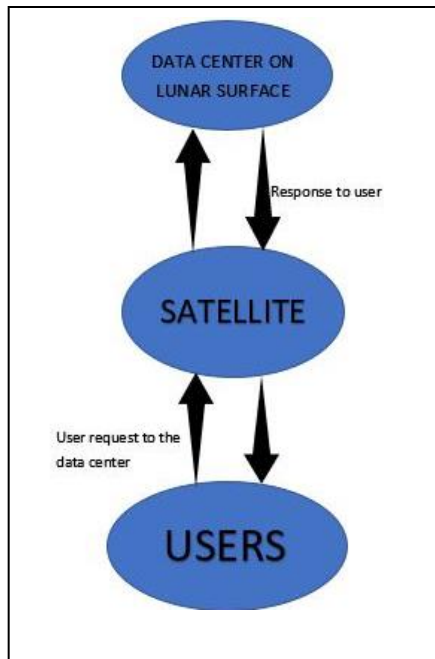 DATA CENTER ON
LUNAR SURFACE
Response to user
SATELLITE
User request to the
data center
USERS